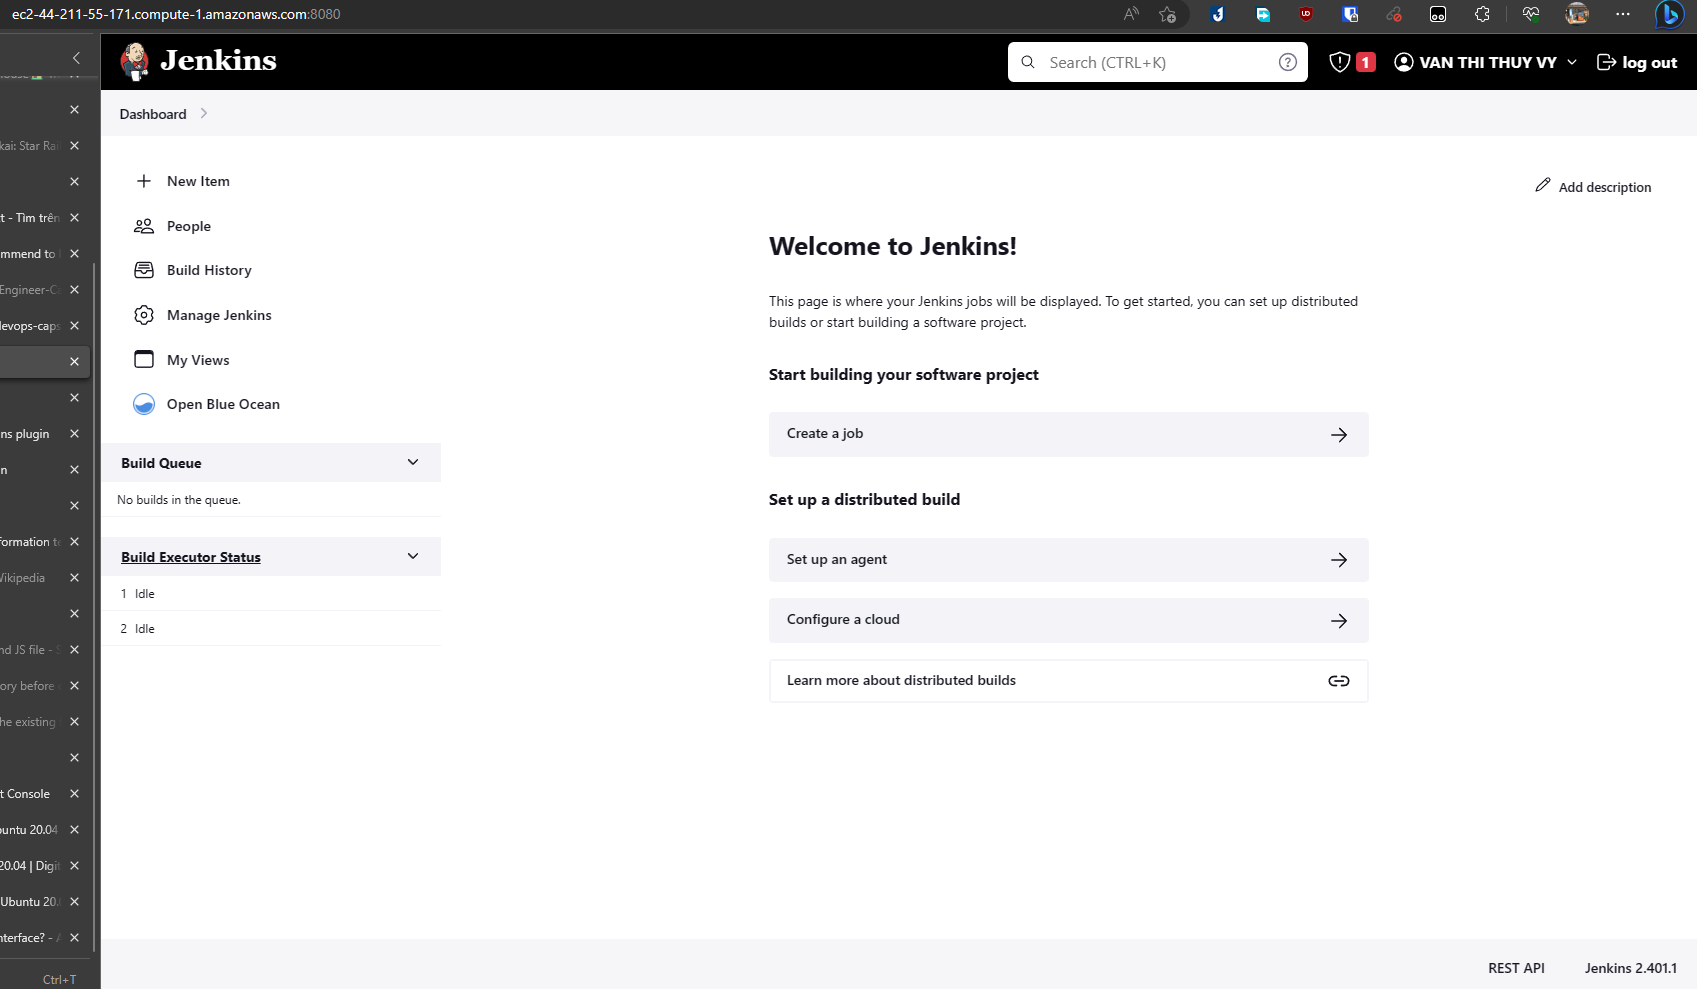 ec2-44-211-55-171.compute-1.amazonaws.com:8080
Jenkins
Search (CTRL+K)
1
VAN THI THUY VY
log out
Dashboard
kai: Star Rai
t - Tìm trên
mmend to
Engineer-C
devops-caps
ns plugin
n
formation te
Wikipedia
nd JS file - S
ory before
he existing
t Console
buntu 20.04
20.04 | Digit
Ubuntu 20.
nterface? - A
Ctrl+T
New Item
People
Build History
Manage Jenkins
My Views
Open Blue Ocean
Build Queue
No builds in the queue.
Build Executor Status
1 Idle
2 Idle
Add description
Welcome to Jenkins!
This page is where your Jenkins jobs will be displayed. To get started, you can set up distributed
builds or start building a software project.
Start building your software project
Create a job
Set up a distributed build
Set up an agent
Configure a cloud
Learn more about distributed builds
REST API
Jenkins 2.401.1